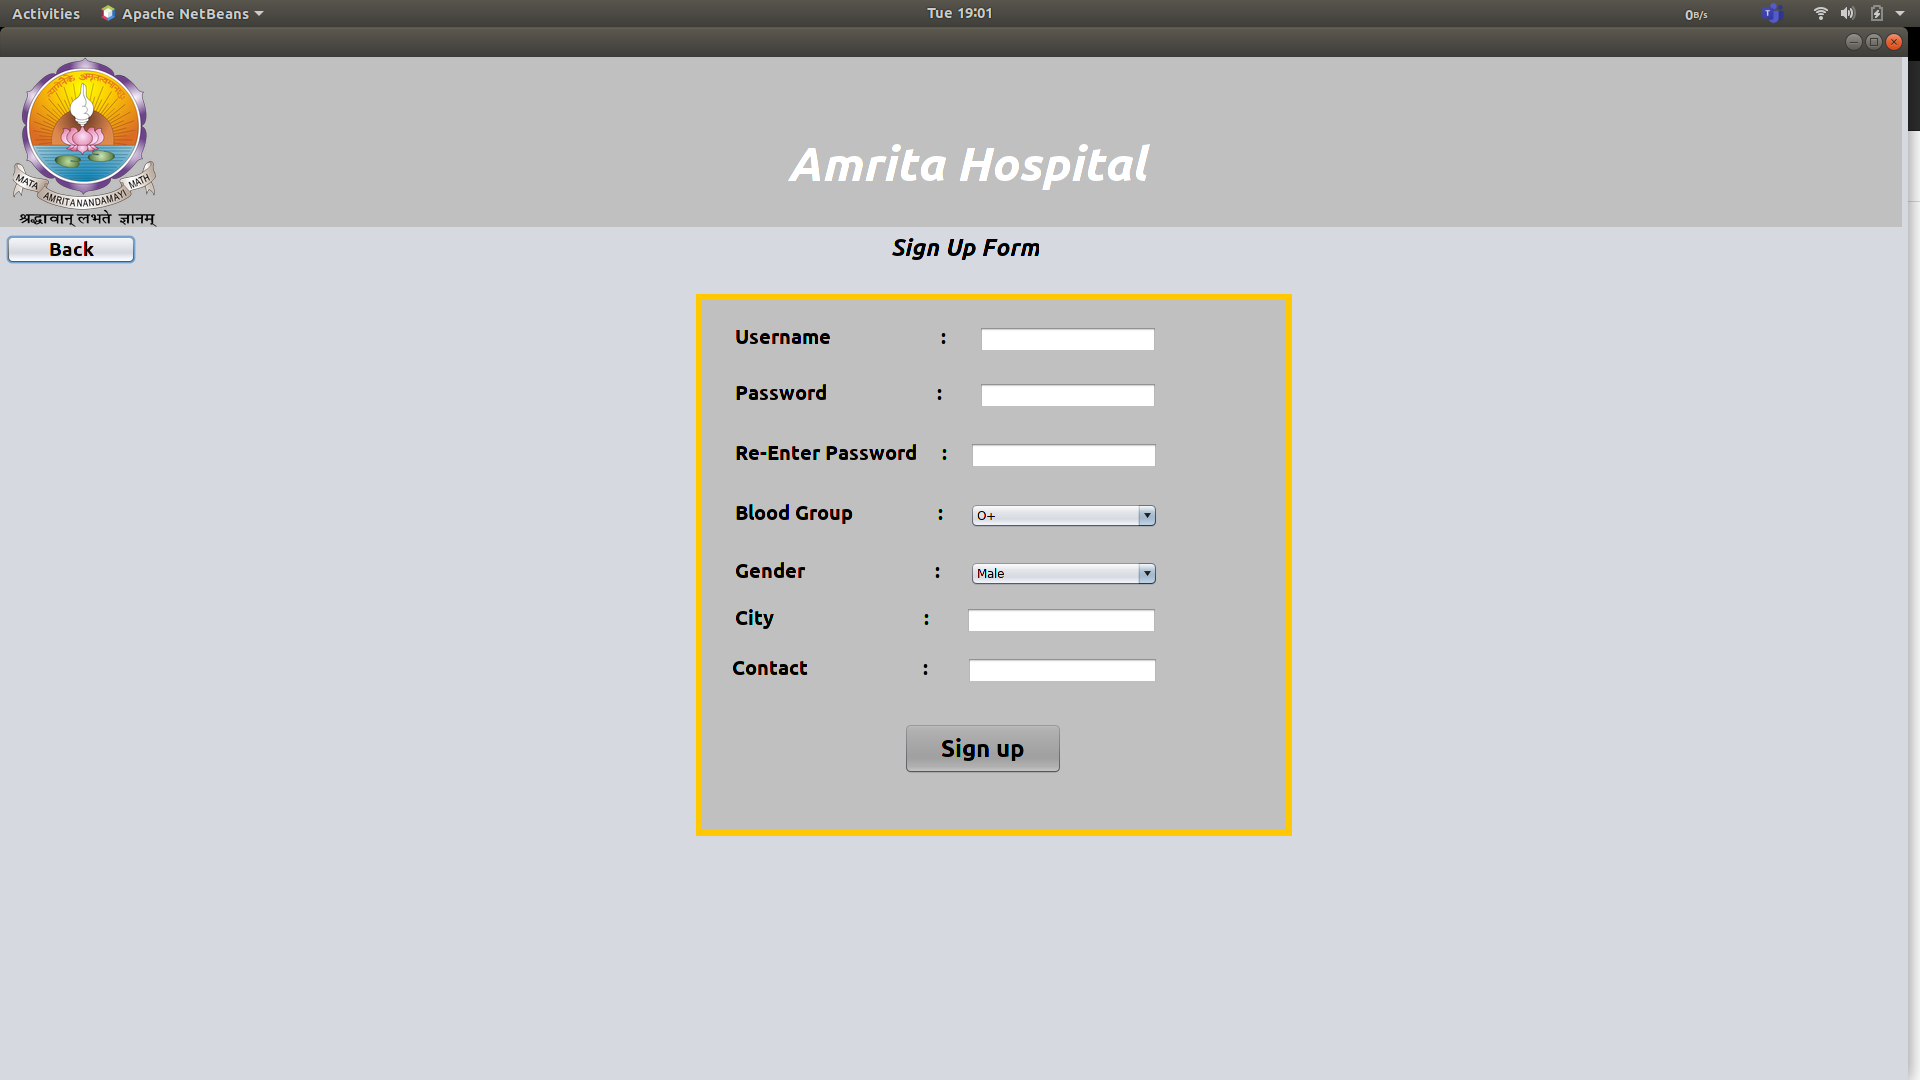 Activities Apache NetBeans Tue 19:01 0B/s
MATA AMRITANANDAMAYI MATH
श्रद्धावान् लभते ज्ञानम्
Amrita Hospital
Back
Sign Up Form
Username :
Password :
Re-Enter Password :
Blood Group : O+
Gender : Male
City :
Contact :
Sign up